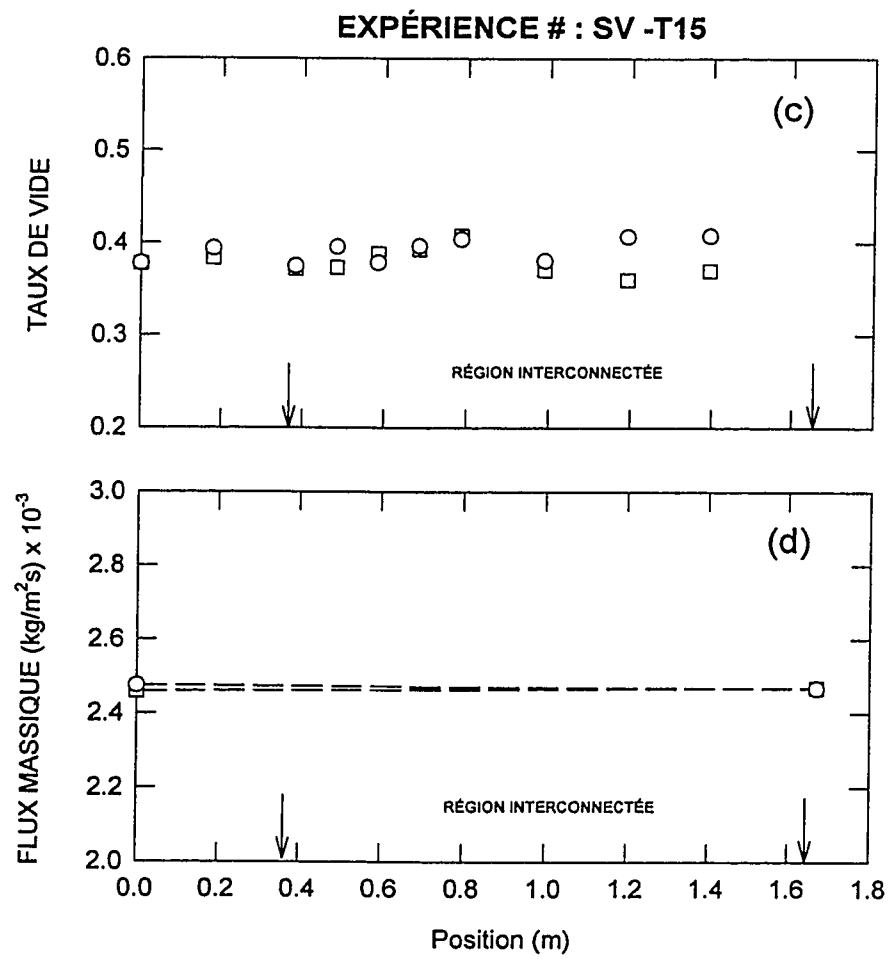 EXPÉRIENCE # : SV -T15
0.6
(c)
0.5
TAUX DE VIDE
0.4
0.3
RÉGION INTERCONNECTÉE
0.2
3.0
(d)
2.8
FLUX MASSIQUE (kg/m²s) x 10⁻³
2.6
2.4
2.2
RÉGION INTERCONNECTÉE
2.0
0.0 0.2 0.4 0.6 0.8 1.0 1.2 1.4 1.6 1.8
Position (m)